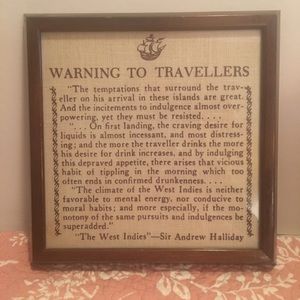 WARNING TO TRAVELLERS
"The temptations that surround the trav-
eller on his arrival in these islands are great.
And the incitements to indulgence almost over-
powering, yet they must be resisted. . . .
". . . On first landing, the craving desire for
liquids is almost incessant, and most distress-
ing; and the more the traveller drinks the more
his desire for drink increases, and by indulging
this depraved appetite, there arises that vicious
habit of tippling in the morning which too
often ends in confirmed drunkenness. . . .
"The climate of the West Indies is neither
favorable to mental energy, nor conducive to
moral habits; and more especially, if the mo-
notony of the same pursuits and indulgences be
superadded."
"The West Indies"—Sir Andrew Halliday